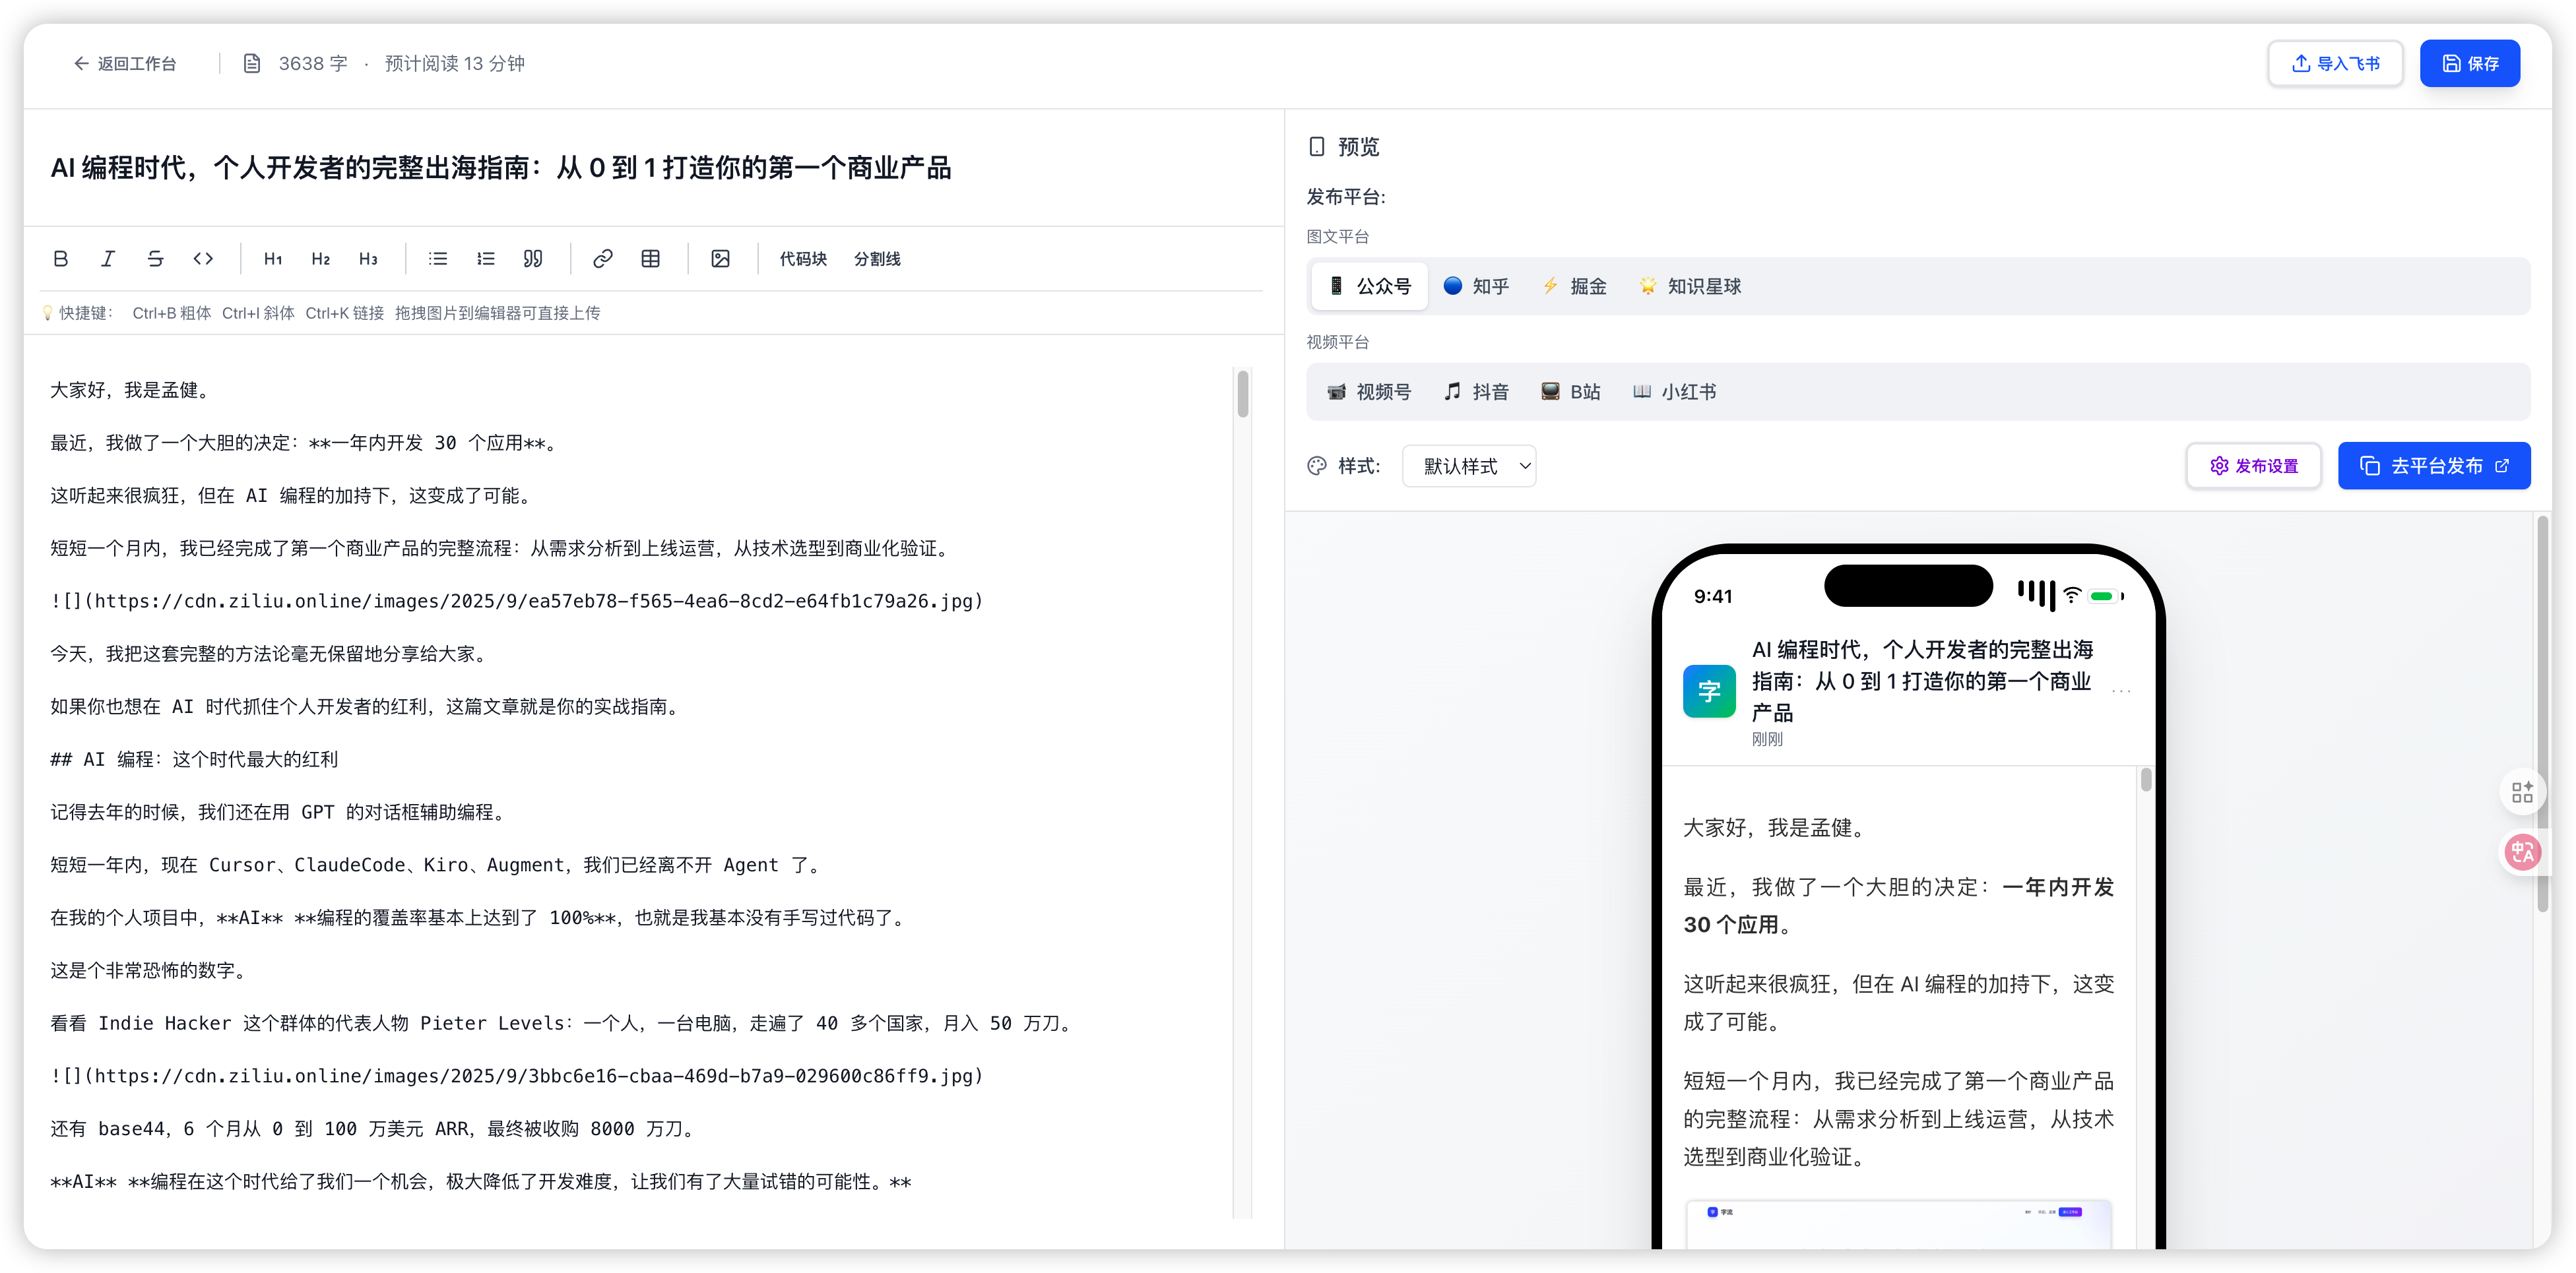 返回工作台
3638 字 · 预计阅读 13 分钟
导入飞书
保存
AI 编程时代，个人开发者的完整出海指南：从 0 到 1 打造你的第一个商业产品
B I S <> H1 H2 H3 代码块 分割线
快捷键： Ctrl+B 粗体 Ctrl+I 斜体 Ctrl+K 链接 拖拽图片到编辑器可直接上传
大家好，我是孟健。
最近，我做了一个大胆的决定：**一年内开发 30 个应用**。
这听起来很疯狂，但在 AI 编程的加持下，这变成了可能。
短短一个月内，我已经完成了第一个商业产品的完整流程：从需求分析到上线运营，从技术选型到商业化验证。
![](https://cdn.ziliu.online/images/2025/9/ea57eb78-f565-4ea6-8cd2-e64fb1c79a26.jpg)
今天，我把这套完整的方法论毫无保留地分享给大家。
如果你也想在 AI 时代抓住个人开发者的红利，这篇文章就是你的实战指南。
## AI 编程：这个时代最大的红利
记得去年的时候，我们还在用 GPT 的对话框辅助编程。
短短一年内，现在 Cursor、ClaudeCode、Kiro、Augment，我们已经离不开 Agent 了。
在我的个人项目中，**AI** **编程的覆盖率基本上达到了 100%**，也就是我基本没有手写过代码了。
这是个非常恐怖的数字。
看看 Indie Hacker 这个群体的代表人物 Pieter Levels：一个人，一台电脑，走遍了 40 多个国家，月入 50 万刀。
![](https://cdn.ziliu.online/images/2025/9/3bbc6e16-cbaa-469d-b7a9-029600c86ff9.jpg)
还有 base44，6 个月从 0 到 100 万美元 ARR，最终被收购 8000 万刀。
**AI** **编程在这个时代给了我们一个机会，极大降低了开发难度，让我们有了大量试错的可能性。**
预览
发布平台:
图文平台
公众号 知乎 掘金 知识星球
视频平台
视频号 抖音 B站 小红书
样式: 默认样式
发布设置
去平台发布
9:41
字
AI 编程时代，个人开发者的完整出海
指南：从 0 到 1 打造你的第一个商业
产品
...
刚刚
大家好，我是孟健。
最近，我做了一个大胆的决定：一年内开发
30 个应用。
这听起来很疯狂，但在 AI 编程的加持下，这变
成了可能。
短短一个月内，我已经完成了第一个商业产品
的完整流程：从需求分析到上线运营，从技术
选型到商业化验证。
字流
中A